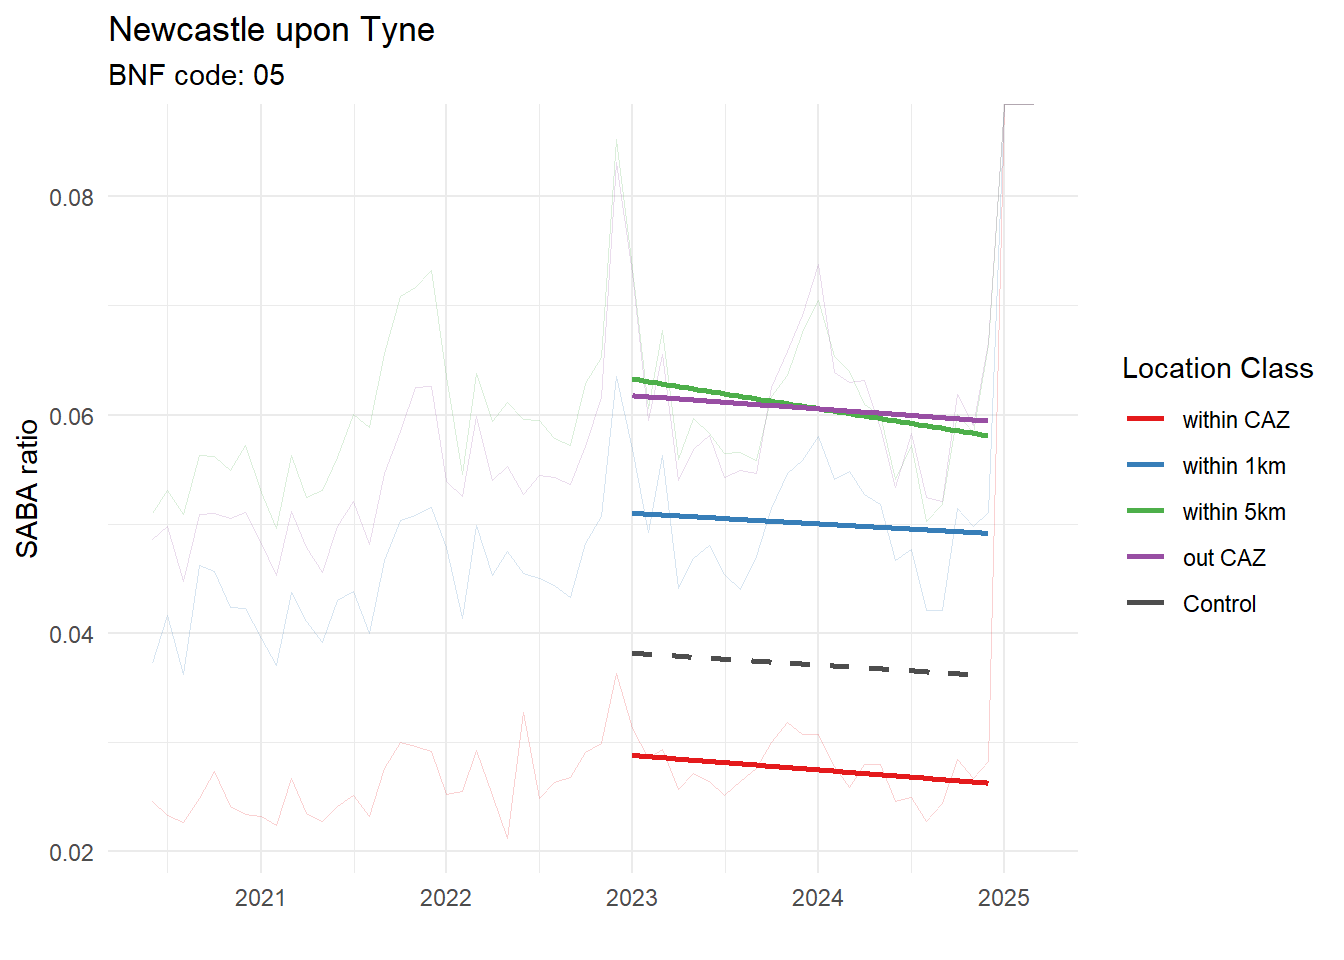 Newcastle upon Tyne
BNF code: 05
SABA ratio
0.08
0.06
0.04
0.02
2021
2022
2023
2024
2025
Location Class
within CAZ
within 1km
within 5km
out CAZ
Control